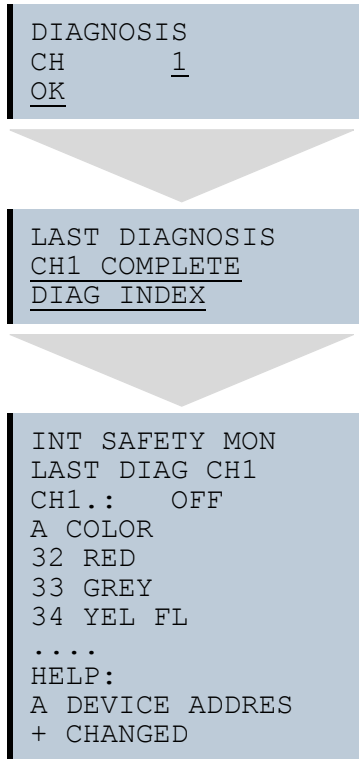 DIAGNOSIS
CH 1
OK
LAST DIAGNOSIS
CH1 COMPLETE
DIAG INDEX
INT SAFETY MON
LAST DIAG CH1
CH1.: OFF
A COLOR
32 RED
33 GREY
34 YEL FL
....
HELP:
A DEVICE ADDRES
+ CHANGED